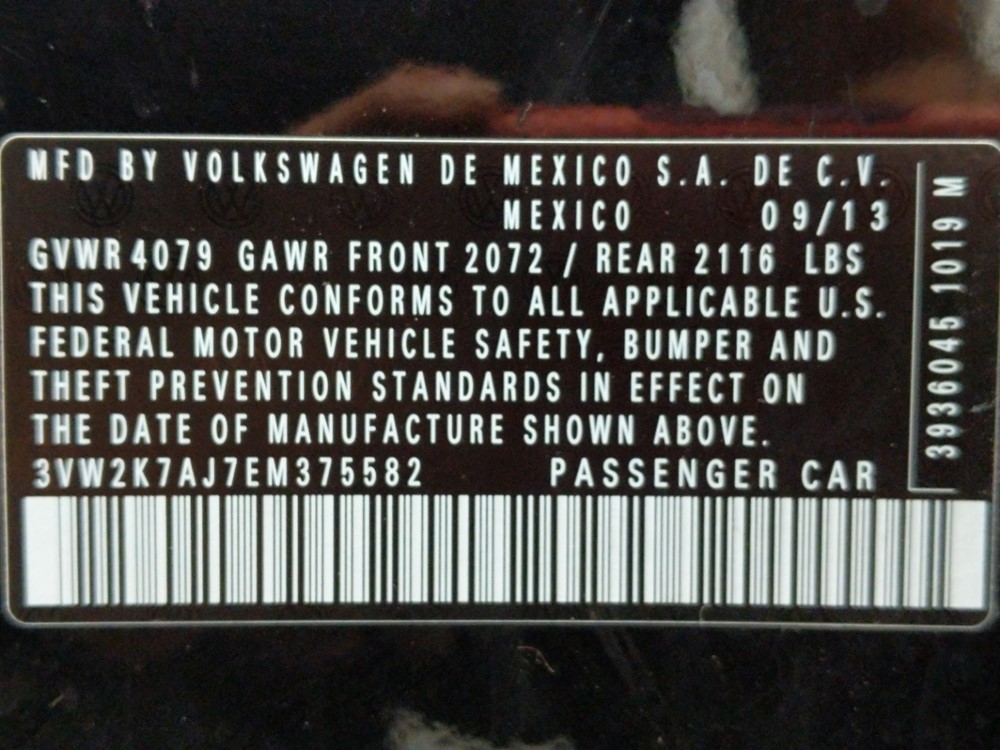 MFD BY VOLKSWAGEN DE MEXICO S.A. DE C.V.
MEXICO 09/13
GVWR 4079 GAWR FRONT 2072 / REAR 2116 LBS
THIS VEHICLE CONFORMS TO ALL APPLICABLE U.S.
FEDERAL MOTOR VEHICLE SAFETY, BUMPER AND
THEFT PREVENTION STANDARDS IN EFFECT ON
THE DATE OF MANUFACTURE SHOWN ABOVE.
3VW2K7AJ7EM375582 PASSENGER CAR
3936045 1019 M